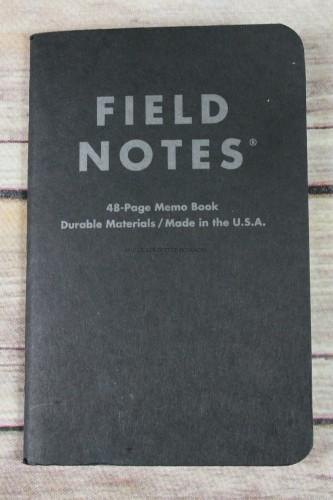 FIELD
NOTES®
48-Page Memo Book
Durable Materials / Made in the U.S.A.